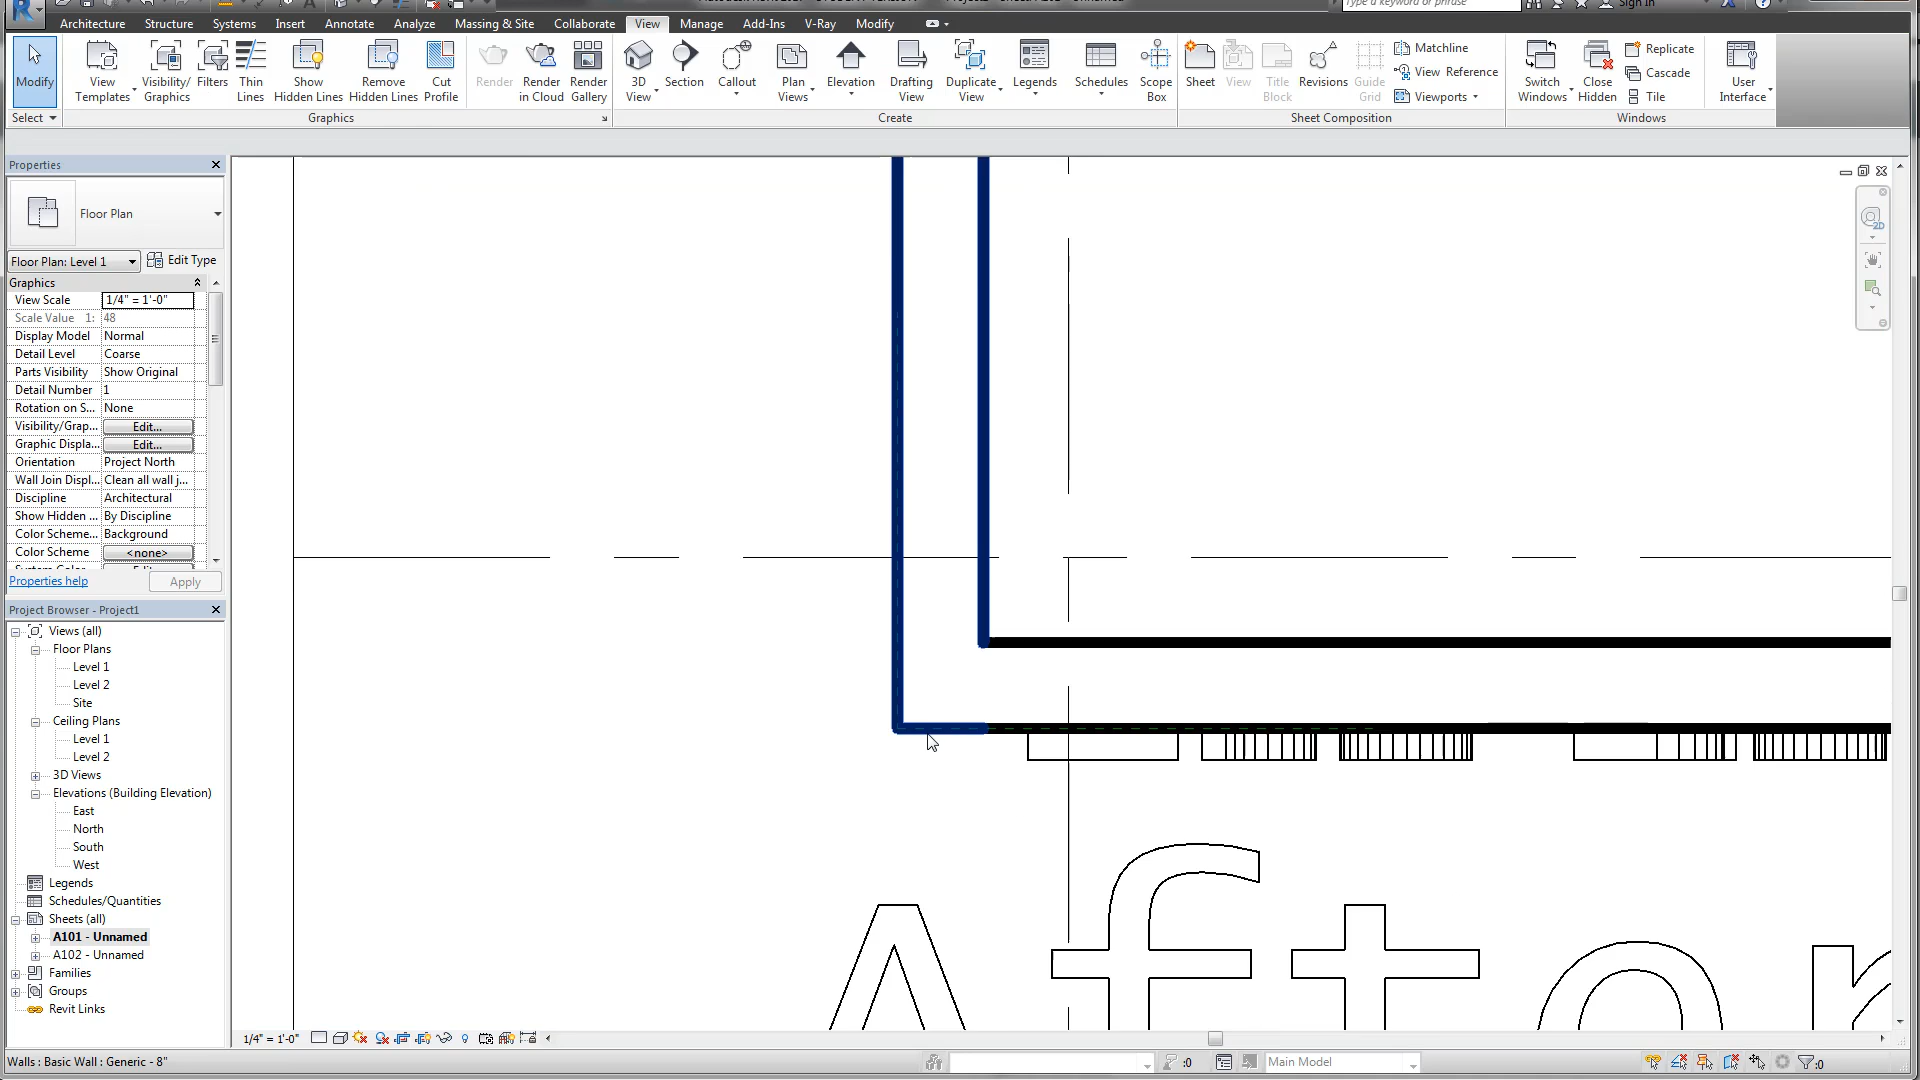 Type a keyword or phrase
Sign In
Architecture Structure Systems Insert Annotate Analyze Massing & Site Collaborate View Manage Add-Ins V-Ray Modify
Modify
View Templates
Visibility/ Graphics
Filters
Thin Lines
Show Hidden Lines
Remove Hidden Lines
Cut Profile
Render
Render in Cloud
Render Gallery
3D View
Section
Callout
Plan Views
Elevation
Drafting View
Duplicate View
Legends
Schedules
Scope Box
Sheet
View
Title Block
Revisions
Guide Grid
Matchline
View Reference
Viewports
Switch Windows
Close Hidden
Replicate
Cascade
Tile
User Interface
Select
Graphics
Create
Sheet Composition
Windows
Properties
Floor Plan
Floor Plan: Level 1 Edit Type
Graphics
View Scale 1/4" = 1'-0"
Scale Value 1: 48
Display Model Normal
Detail Level Coarse
Parts Visibility Show Original
Detail Number 1
Rotation on S... None
Visibility/Grap... Edit...
Graphic Displa... Edit...
Orientation Project North
Wall Join Displ... Clean all wall j...
Discipline Architectural
Show Hidden ... By Discipline
Color Scheme... Background
Color Scheme <none>
Properties help Apply
Project Browser - Project1
Views (all)
Floor Plans
Level 1
Level 2
Site
Ceiling Plans
Level 1
Level 2
3D Views
Elevations (Building Elevation)
East
North
South
West
Legends
Schedules/Quantities
Sheets (all)
A101 - Unnamed
A102 - Unnamed
Families
Groups
Revit Links
2D
1/4" = 1'-0"
Walls : Basic Wall : Generic - 8"
:0
Main Model
:0